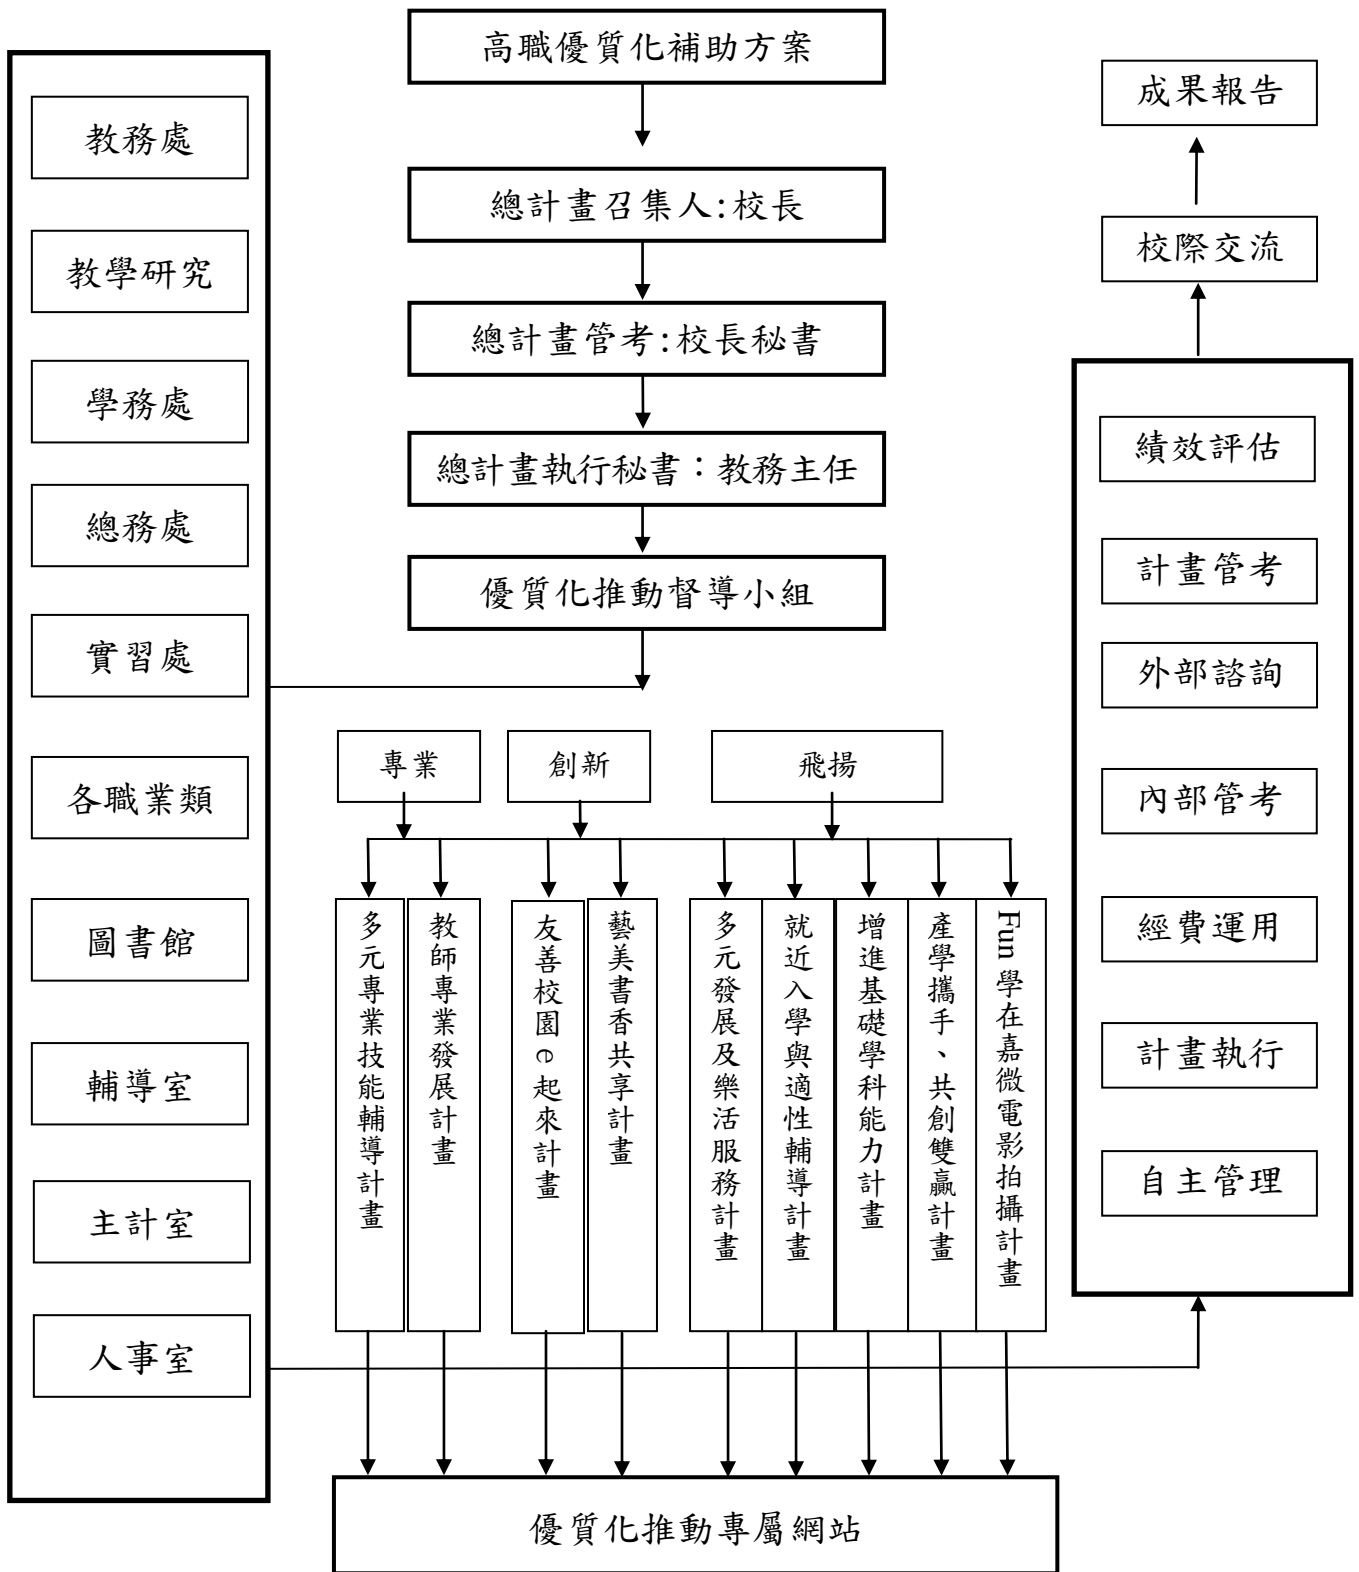 高職優質化補助方案
總計畫召集人:校長
總計畫管考:校長秘書
總計畫執行秘書：教務主任
優質化推動督導小組
教務處
教學研究
學務處
總務處
實習處
各職業類
圖書館
輔導室
主計室
人事室
專業
創新
飛揚
多元專業技能輔導計畫
教師專業發展計畫
友善校園e起來計畫
藝美書香共享計畫
多元發展及樂活服務計畫
就近入學與適性輔導計畫
增進基礎學科能力計畫
產學攜手、共創雙贏計畫
Fun 學在嘉微電影拍攝計畫
優質化推動專屬網站
成果報告
校際交流
績效評估
計畫管考
外部諮詢
內部管考
經費運用
計畫執行
自主管理